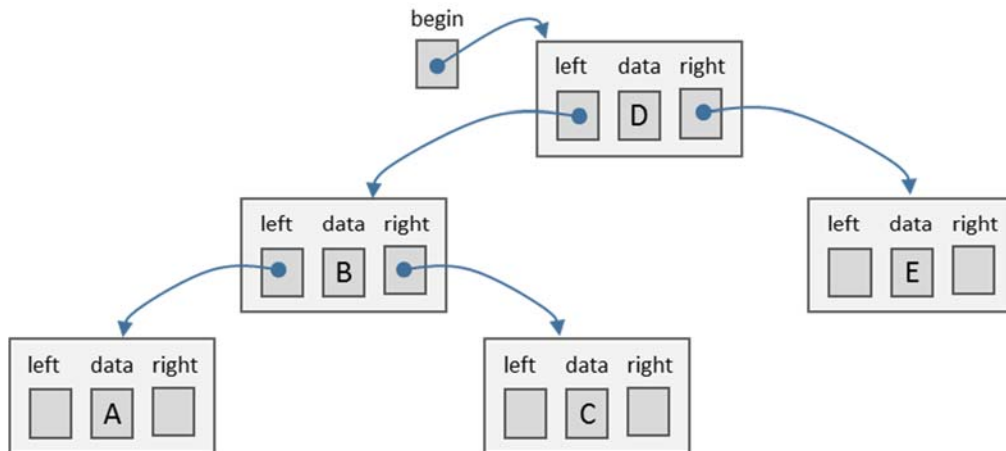 begin
left data right
D
left data right
B
left data right
E
left data right
A
left data right
C